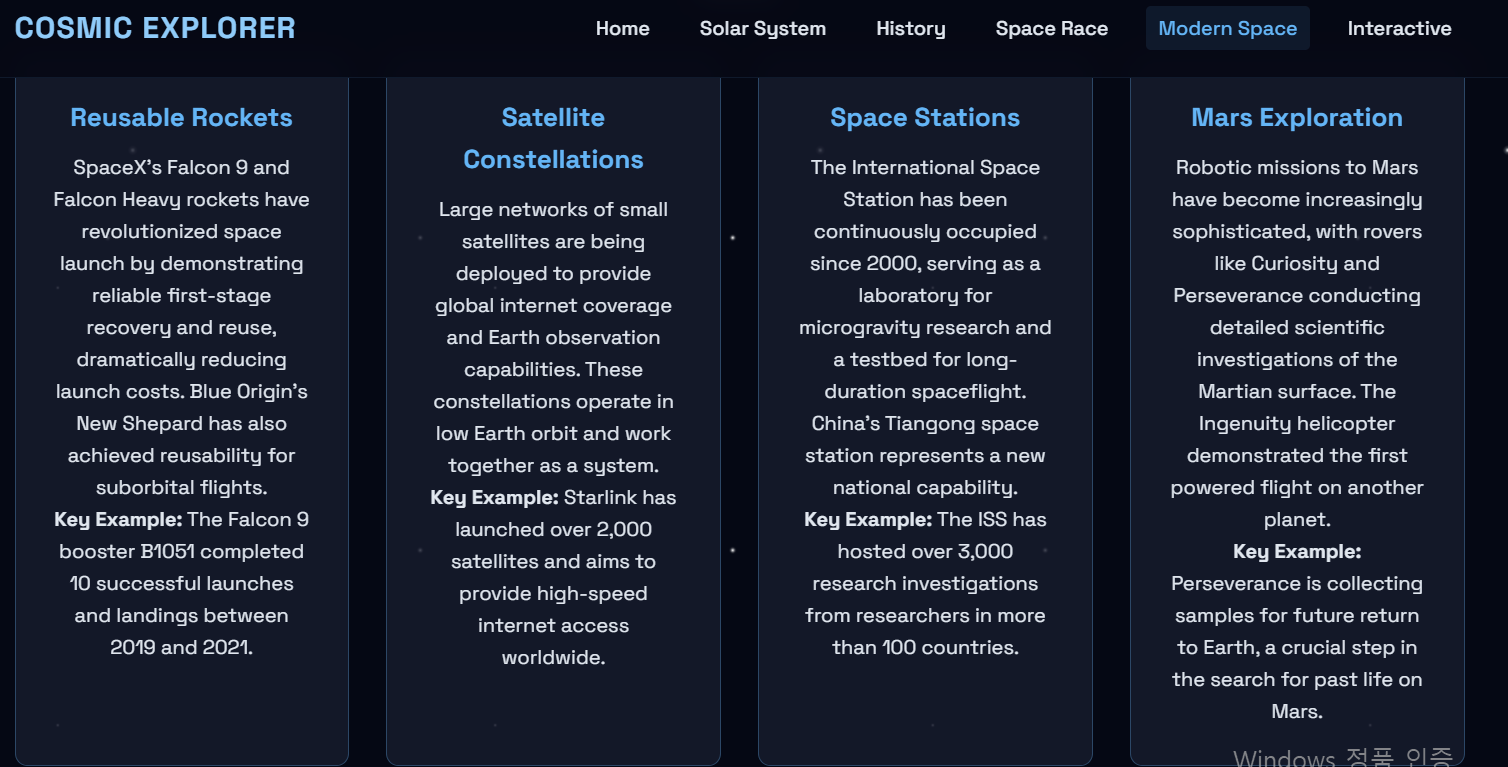 COSMIC EXPLORER
Home
Solar System
History
Space Race
Modern Space
Interactive
Reusable Rockets
SpaceX's Falcon 9 and
Falcon Heavy rockets have
revolutionized space
launch by demonstrating
reliable first-stage
recovery and reuse,
dramatically reducing
launch costs. Blue Origin's
New Shepard has also
achieved reusability for
suborbital flights.
Key Example: The Falcon 9
booster B1051 completed
10 successful launches
and landings between
2019 and 2021.
Satellite
Constellations
Large networks of small
satellites are being
deployed to provide
global internet coverage
and Earth observation
capabilities. These
constellations operate in
low Earth orbit and work
together as a system.
Key Example: Starlink has
launched over 2,000
satellites and aims to
provide high-speed
internet access
worldwide.
Space Stations
The International Space
Station has been
continuously occupied
since 2000, serving as a
laboratory for
microgravity research and
a testbed for long-
duration spaceflight.
China's Tiangong space
station represents a new
national capability.
Key Example: The ISS has
hosted over 3,000
research investigations
from researchers in more
than 100 countries.
Mars Exploration
Robotic missions to Mars
have become increasingly
sophisticated, with rovers
like Curiosity and
Perseverance conducting
detailed scientific
investigations of the
Martian surface. The
Ingenuity helicopter
demonstrated the first
powered flight on another
planet.
Key Example:
Perseverance is collecting
samples for future return
to Earth, a crucial step in
the search for past life on
Mars.
Windows 정품 인증